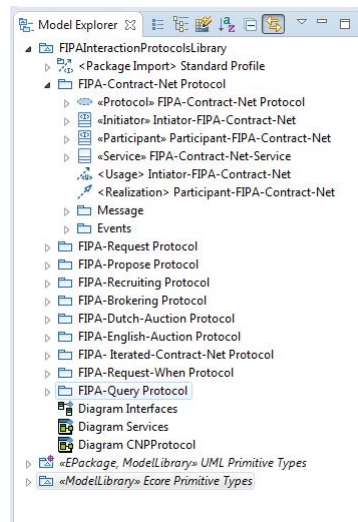 Model Explorer
FIPAInteractionProtocolsLibrary
<Package Import> Standard Profile
FIPA-Contract-Net Protocol
«Protocol» FIPA-Contract-Net Protocol
«Initiator» Intiator-FIPA-Contract-Net
«Participant» Participant-FIPA-Contract-Net
«Service» FIPA-Contract-Net-Service
<Usage> Intiator-FIPA-Contract-Net
<Realization> Participant-FIPA-Contract-Net
Message
Events
FIPA-Request Protocol
FIPA-Propose Protocol
FIPA-Recruiting Protocol
FIPA-Brokering Protocol
FIPA-Dutch-Auction Protocol
FIPA-English-Auction Protocol
FIPA- Iterated-Contract-Net Protocol
FIPA-Request-When Protocol
FIPA-Query Protocol
Diagram Interfaces
Diagram Services
Diagram CNPProtocol
«EPackage, ModelLibrary» UML Primitive Types
«ModelLibrary» Ecore Primitive Types